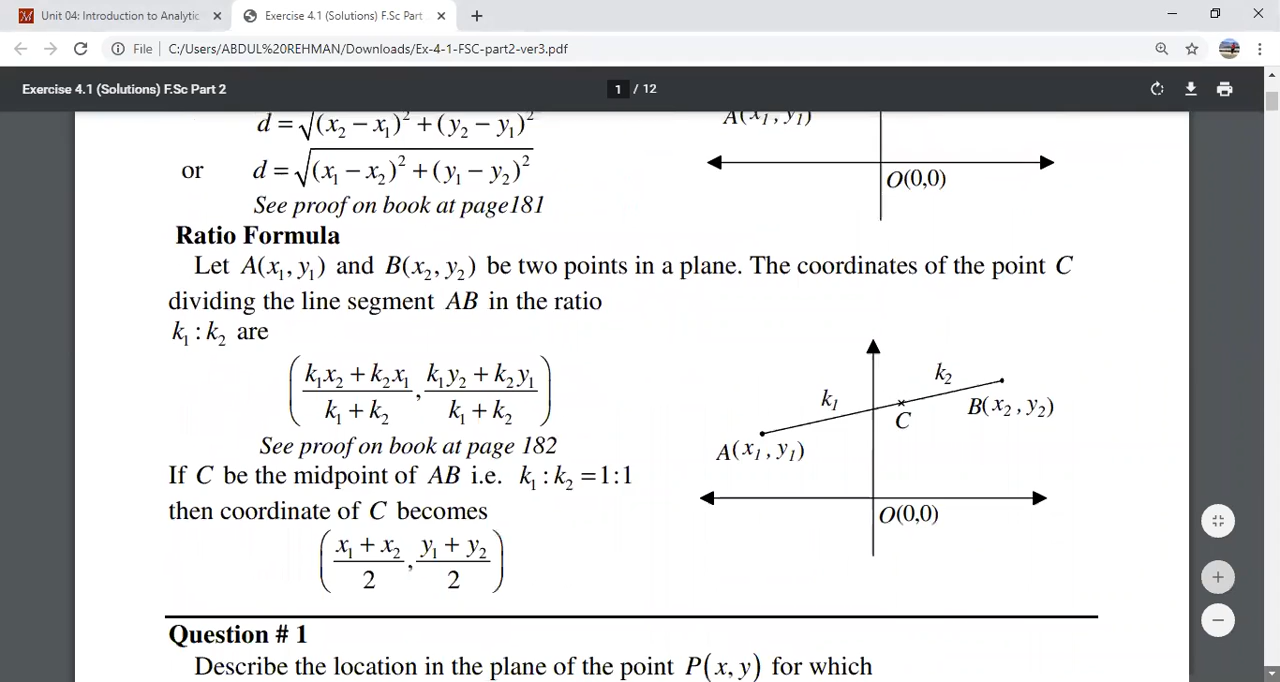 Unit 04: Introduction to Analytic
Exercise 4.1 (Solutions) F.Sc Part
File | C:/Users/ABDUL%20REHMAN/Downloads/Ex-4-1-FSC-part2-ver3.pdf
Exercise 4.1 (Solutions) F.Sc Part 2
1 / 12
d = √(x₂ − x₁)² + (y₂ − y₁)²
A(x₁, y₁)
or d = √(x₁ − x₂)² + (y₁ − y₂)²
O(0,0)
See proof on book at page181
Ratio Formula
Let A(x₁, y₁) and B(x₂, y₂) be two points in a plane. The coordinates of the point C
dividing the line segment AB in the ratio
k₁ : k₂ are
(k₁x₂ + k₂x₁ / k₁ + k₂, k₁y₂ + k₂y₁ / k₁ + k₂)
See proof on book at page 182
If C be the midpoint of AB i.e. k₁ : k₂ = 1:1
then coordinate of C becomes
(x₁ + x₂ / 2, y₁ + y₂ / 2)
k₂
k₁
C
B(x₂, y₂)
A(x₁, y₁)
O(0,0)
Question # 1
Describe the location in the plane of the point P(x, y) for which